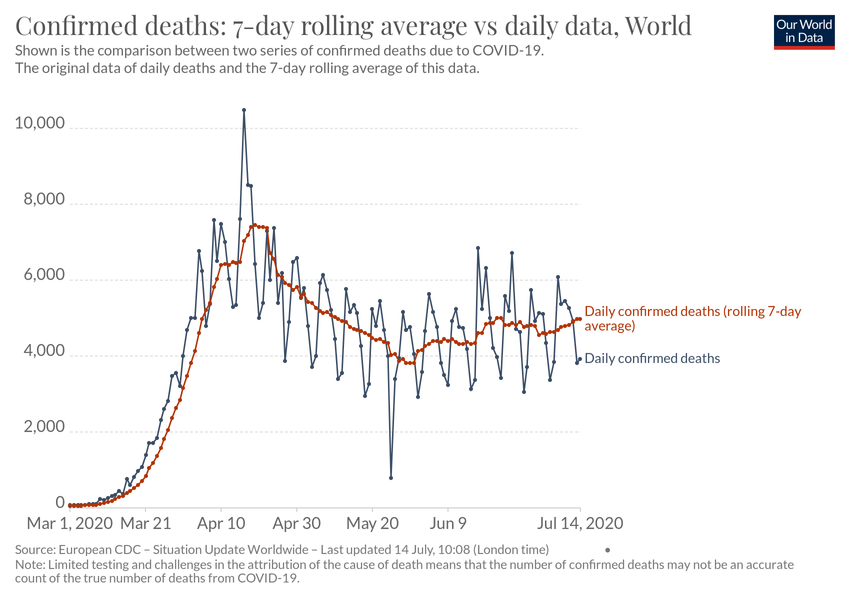 Confirmed deaths: 7-day rolling average vs daily data, World
Our World
in Data
Shown is the comparison between two series of confirmed deaths due to COVID-19.
The original data of daily deaths and the 7-day rolling average of this data.
10,000
8,000
6,000
4,000
2,000
0
Daily confirmed deaths (rolling 7-day
average)
Daily confirmed deaths
Mar 1, 2020 Mar 21 Apr 10 Apr 30 May 20 Jun 9 Jul 14, 2020
Source: European CDC – Situation Update Worldwide – Last updated 14 July, 10:08 (London time)
Note: Limited testing and challenges in the attribution of the cause of death means that the number of confirmed deaths may not be an accurate
count of the true number of deaths from COVID-19.